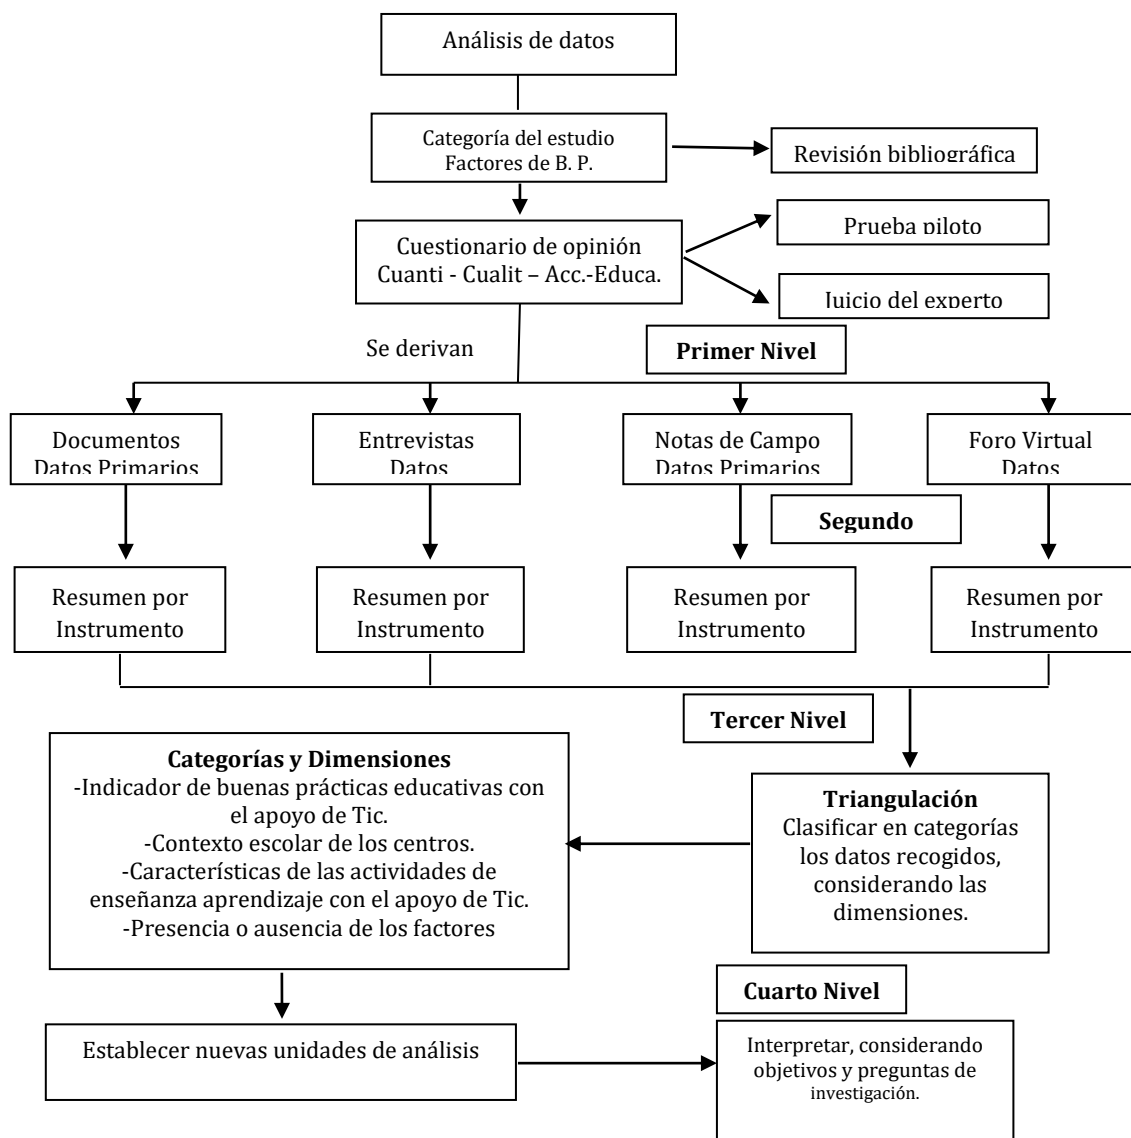 Análisis de datos
Categoría del estudio
Factores de B. P.
Revisión bibliográfica
Prueba piloto
Cuestionario de opinión
Cuanti - Cualit – Acc.-Educa.
Juicio del experto
Se derivan
Primer Nivel
Documentos
Datos Primarios
Entrevistas
Datos
Notas de Campo
Datos Primarios
Foro Virtual
Datos
Segundo
Resumen por
Instrumento
Resumen por
Instrumento
Resumen por
Instrumento
Resumen por
Instrumento
Tercer Nivel
Categorías y Dimensiones
-Indicador de buenas prácticas educativas con
el apoyo de Tic.
-Contexto escolar de los centros.
-Características de las actividades de
enseñanza aprendizaje con el apoyo de Tic.
-Presencia o ausencia de los factores
Triangulación
Clasificar en categorías
los datos recogidos,
considerando las
dimensiones.
Cuarto Nivel
Establecer nuevas unidades de análisis
Interpretar, considerando
objetivos y preguntas de
investigación.